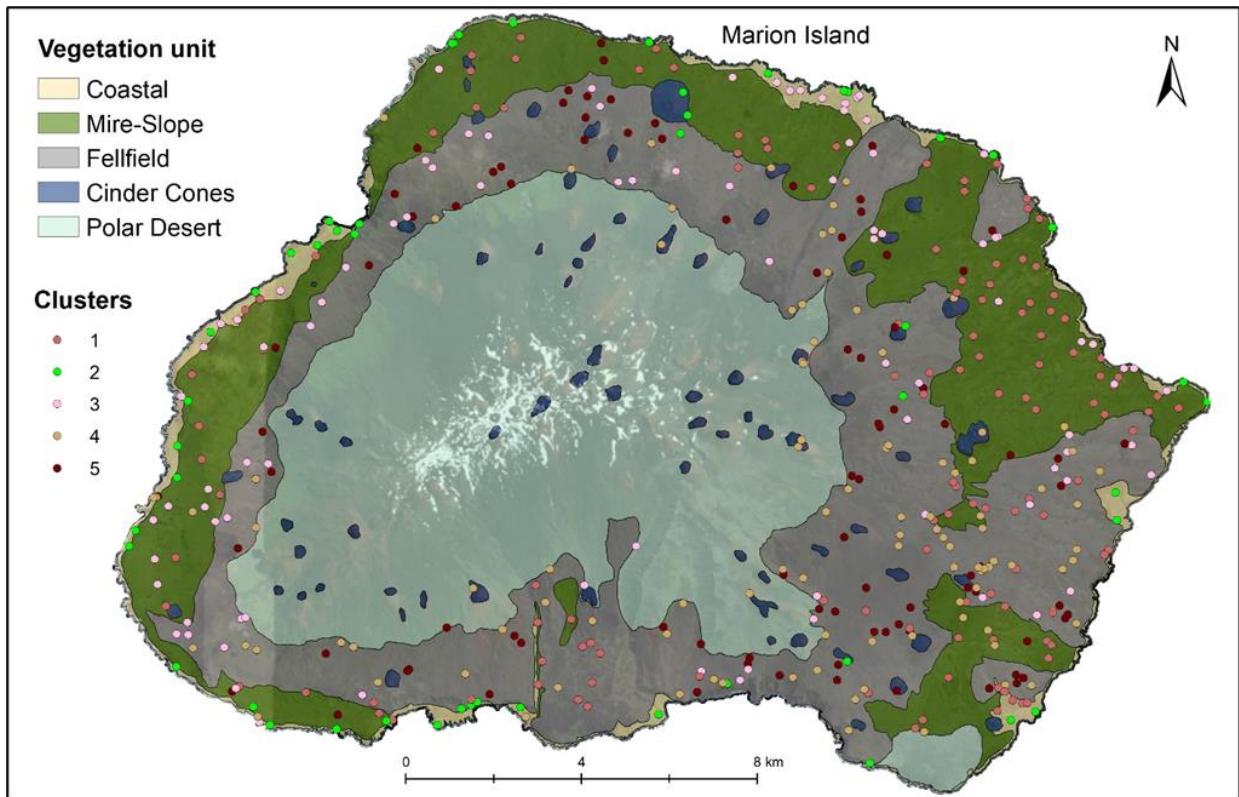 Marion Island
N
Vegetation unit
Coastal
Mire-Slope
Fellfield
Cinder Cones
Polar Desert
Clusters
1
2
3
4
5
0 4 8 km